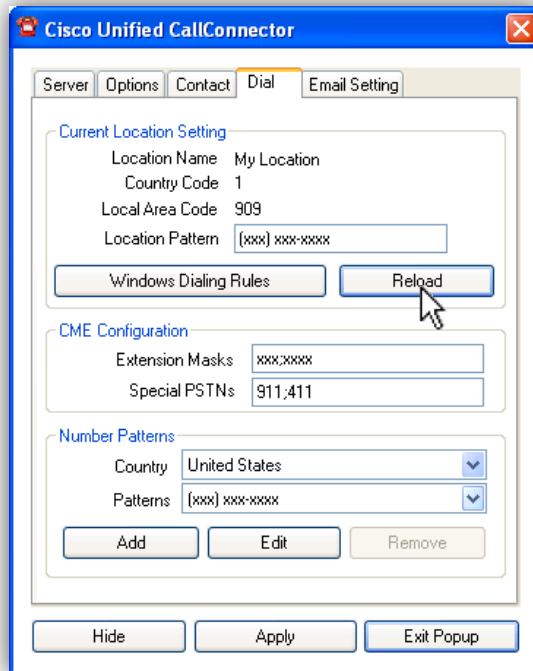 Cisco Unified CallConnector
Server Options Contact Dial Email Setting
Current Location Setting
Location Name My Location
Country Code 1
Local Area Code 909
Location Pattern (xxx) xxx-xxxx
Windows Dialing Rules Reload
CME Configuration
Extension Masks xxx;xxxx
Special PSTNs 911;411
Number Patterns
Country United States
Patterns (xxx) xxx-xxxx
Add Edit Remove
Hide Apply Exit Popup